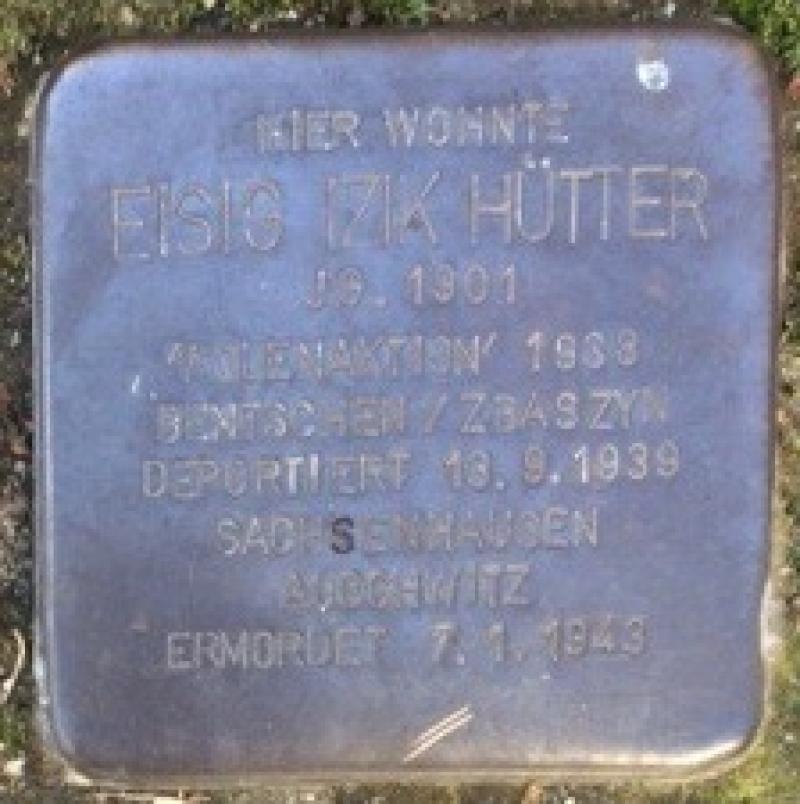 HIER WOHNTE
EISIG IZIK HÜTTER
JG. 1901
'POLENAKTION' 1938
BENTSCHEN / ZBASZYN
DEPORTIERT 13.9.1939
SACHSENHAUSEN
AUSCHWITZ
ERMORDET 7.1.1943